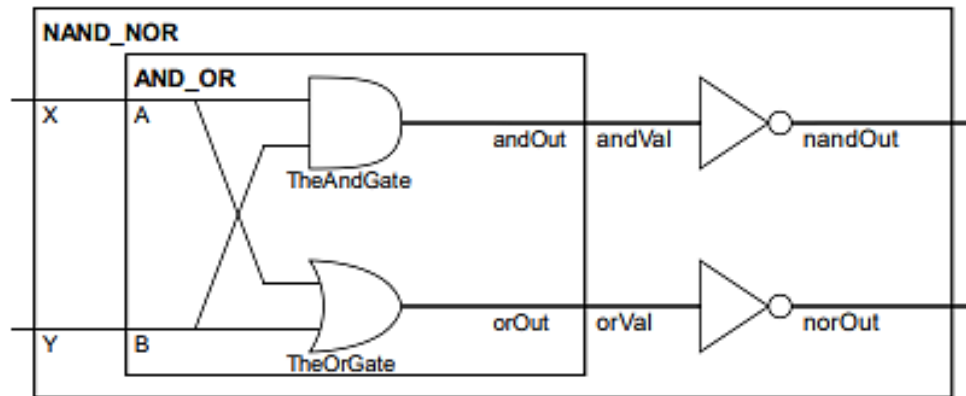 NAND_NOR
AND_OR
X
A
andOut
andVal
nandOut
TheAndGate
orOut
orVal
norOut
Y
B
TheOrGate